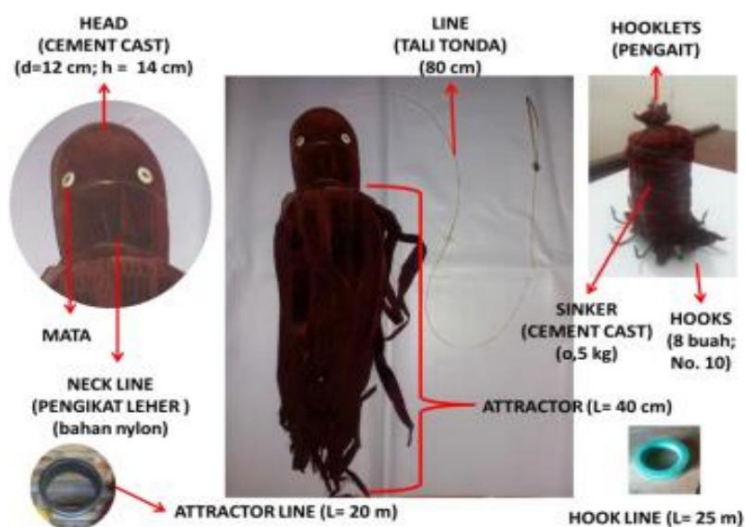 HEAD
(CEMENT CAST)
(d=12 cm; h = 14 cm)
LINE
(TALI TONDA)
(80 cm)
HOOKLETS
(PENGAIT)
MATA
NECK LINE
(PENGIKAT LEHER )
(bahan nylon)
SINKER
(CEMENT CAST)
(o,5 kg)
HOOKS
(8 buah;
No. 10)
ATTRACTOR (L= 40 cm)
ATTRACTOR LINE (L= 20 m)
HOOK LINE (L= 25 m)